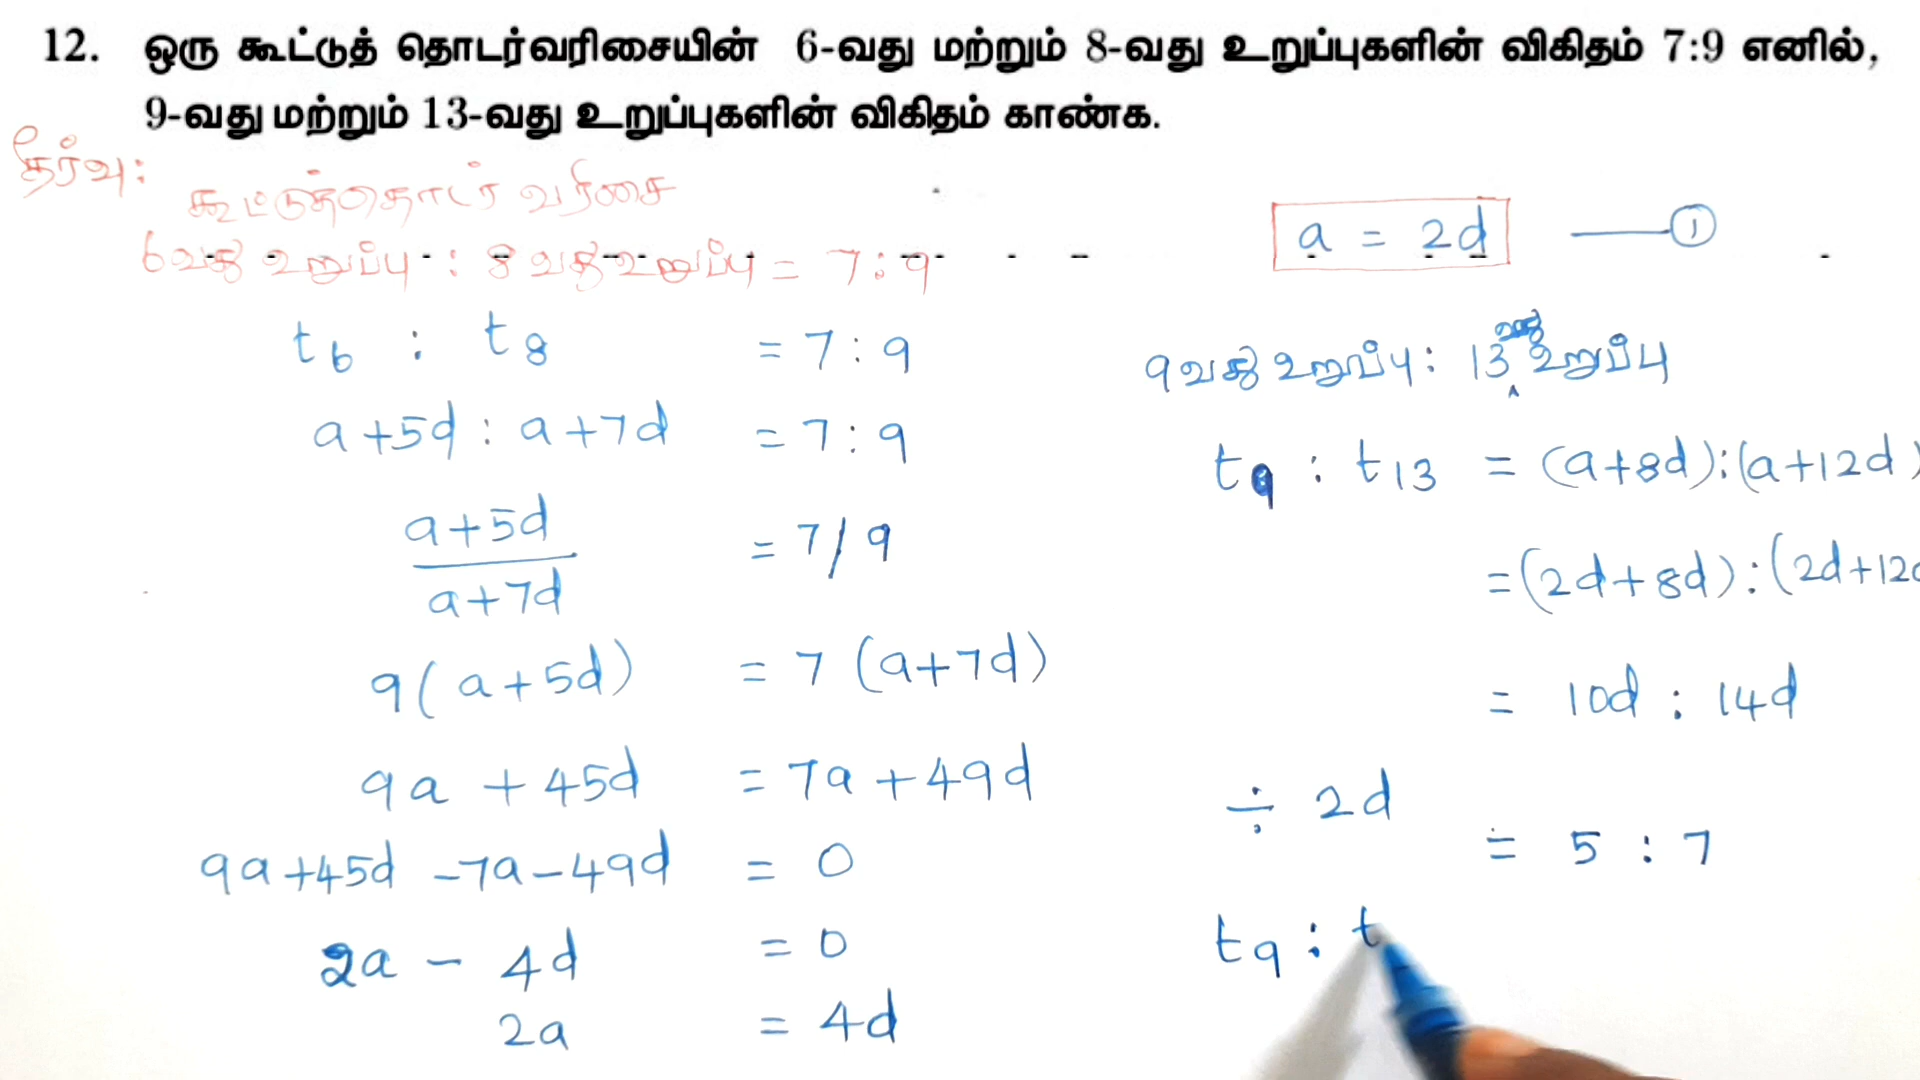 12. ஒரு கூட்டுத் தொடர்வரிசையின் 6-வது மற்றும் 8-வது உறுப்புகளின் விகிதம் 7:9 எனில்,
9-வது மற்றும் 13-வது உறுப்புகளின் விகிதம் காண்க.
தீர்வு:
கூட்டுத்தொடர் வரிசை
6வது உறுப்பு : 8வது உறுப்பு = 7:9
t6 : t8 = 7:9
a+5d : a+7d = 7:9
a+5d
a+7d
= 7/9
9(a+5d) = 7(a+7d)
9a + 45d = 7a + 49d
9a+45d -7a-49d = 0
2a - 4d = 0
2a = 4d
a = 2d ——— ①
9வது உறுப்பு : 13வது உறுப்பு
t9 : t13 = (a+8d):(a+12d)
=(2d+8d):(2d+12d
= 10d : 14d
÷ 2d
= 5 : 7
t9 : t